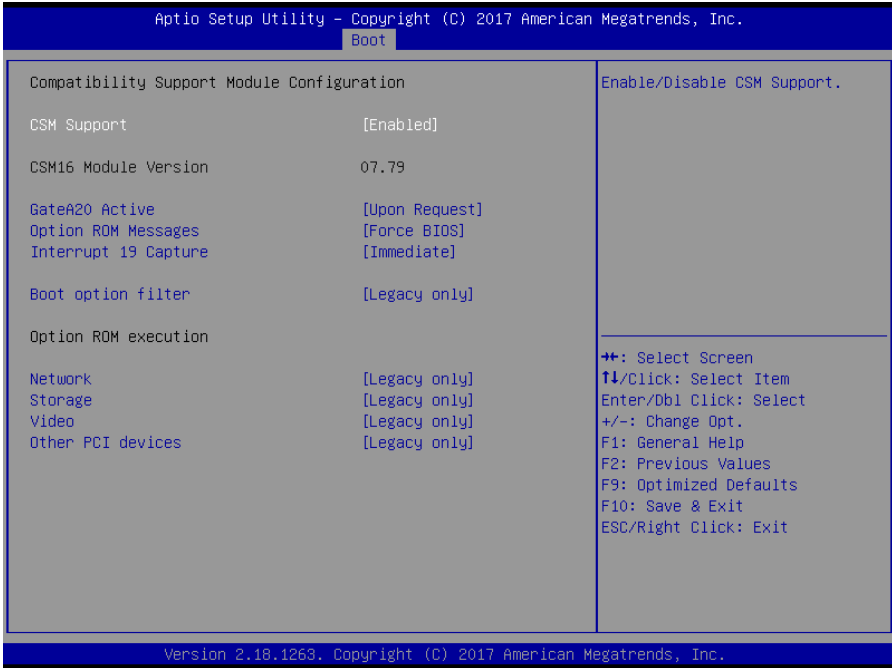 Aptio Setup Utility – Copyright (C) 2017 American Megatrends, Inc.
Boot
Compatibility Support Module Configuration
CSM Support [Enabled]
CSM16 Module Version 07.79
GateA20 Active [Upon Request]
Option ROM Messages [Force BIOS]
Interrupt 19 Capture [Immediate]
Boot option filter [Legacy only]
Option ROM execution
Network [Legacy only]
Storage [Legacy only]
Video [Legacy only]
Other PCI devices [Legacy only]
Enable/Disable CSM Support.
→←: Select Screen
↑↓/Click: Select Item
Enter/Dbl Click: Select
+/-: Change Opt.
F1: General Help
F2: Previous Values
F9: Optimized Defaults
F10: Save & Exit
ESC/Right Click: Exit
Version 2.18.1263. Copyright (C) 2017 American Megatrends, Inc.